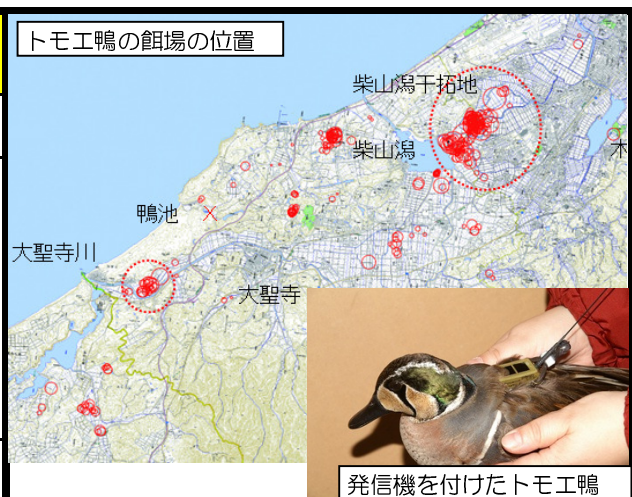 トモエ鴨の餌場の位置
柴山潟干拓地
柴山潟
木
鴨池
大聖寺川
大聖寺
発信機を付けたトモエ鴨